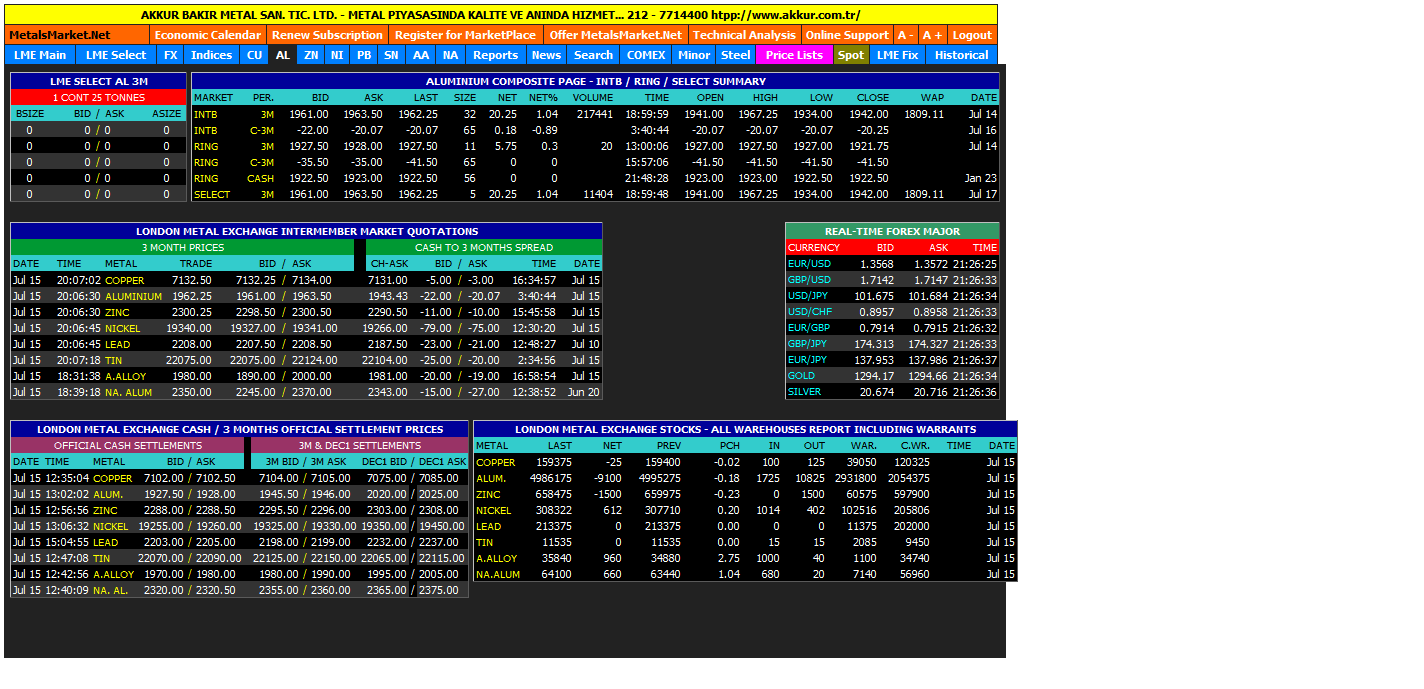 AKKUR BAKIR METAL SAN. TIC. LTD. - METAL PIYASASINDA KALITE VE ANINDA HIZMET... 212 - 7714400 htpp://www.akkur.com.tr/
MetalsMarket.Net Economic Calendar Renew Subscription Register for MarketPlace Offer MetalsMarket.Net Technical Analysis Online Support A - A + Logout
LME Main LME Select FX Indices CU AL ZN NI PB SN AA NA Reports News Search COMEX Minor Steel Price Lists Spot LME Fix Historical
LME SELECT AL 3M
1 CONT 25 TONNES
BSIZE BID / ASK ASIZE
0 0 / 0 0
0 0 / 0 0
0 0 / 0 0
0 0 / 0 0
0 0 / 0 0
ALUMINIUM COMPOSITE PAGE - INTB / RING / SELECT SUMMARY
MARKET PER. BID ASK LAST SIZE NET NET% VOLUME TIME OPEN HIGH LOW CLOSE WAP DATE
INTB 3M 1961.00 1963.50 1962.25 32 20.25 1.04 217441 18:59:59 1941.00 1967.25 1934.00 1942.00 1809.11 Jul 14
INTB C-3M -22.00 -20.07 -20.07 65 0.18 -0.89 3:40:44 -20.07 -20.07 -20.07 -20.25 Jul 16
RING 3M 1927.50 1928.00 1927.50 11 5.75 0.3 20 13:00:06 1927.00 1927.50 1927.00 1921.75 Jul 14
RING C-3M -35.50 -35.00 -41.50 65 0 0 15:57:06 -41.50 -41.50 -41.50 -41.50
RING CASH 1922.50 1923.00 1922.50 56 0 0 21:48:28 1923.00 1923.00 1922.50 1922.50 Jan 23
SELECT 3M 1961.00 1963.50 1962.25 5 20.25 1.04 11404 18:59:48 1941.00 1967.25 1934.00 1942.00 1809.11 Jul 17
LONDON METAL EXCHANGE INTERMEMBER MARKET QUOTATIONS
3 MONTH PRICES CASH TO 3 MONTHS SPREAD
DATE TIME METAL TRADE BID / ASK CH-ASK BID / ASK TIME DATE
Jul 15 20:07:02 COPPER 7132.50 7132.25 / 7134.00 7131.00 -5.00 / -3.00 16:34:57 Jul 15
Jul 15 20:06:30 ALUMINIUM 1962.25 1961.00 / 1963.50 1943.43 -22.00 / -20.07 3:40:44 Jul 15
Jul 15 20:06:30 ZINC 2300.25 2298.50 / 2300.50 2290.50 -11.00 / -10.00 15:45:58 Jul 15
Jul 15 20:06:45 NICKEL 19340.00 19327.00 / 19341.00 19266.00 -79.00 / -75.00 12:30:20 Jul 15
Jul 15 20:06:45 LEAD 2208.00 2207.50 / 2208.50 2187.50 -23.00 / -21.00 12:48:27 Jul 10
Jul 15 20:07:18 TIN 22075.00 22075.00 / 22124.00 22104.00 -25.00 / -20.00 2:34:56 Jul 15
Jul 15 18:31:38 A.ALLOY 1980.00 1890.00 / 2000.00 1981.00 -20.00 / -19.00 16:58:54 Jul 15
Jul 15 18:39:18 NA. ALUM 2350.00 2245.00 / 2370.00 2343.00 -15.00 / -27.00 12:38:52 Jun 20
REAL-TIME FOREX MAJOR
CURRENCY BID ASK TIME
EUR/USD 1.3568 1.3572 21:26:25
GBP/USD 1.7142 1.7147 21:26:33
USD/JPY 101.675 101.684 21:26:34
USD/CHF 0.8957 0.8958 21:26:33
EUR/GBP 0.7914 0.7915 21:26:32
GBP/JPY 174.313 174.327 21:26:33
EUR/JPY 137.953 137.986 21:26:37
GOLD 1294.17 1294.66 21:26:34
SILVER 20.674 20.716 21:26:36
LONDON METAL EXCHANGE CASH / 3 MONTHS OFFICIAL SETTLEMENT PRICES
OFFICIAL CASH SETTLEMENTS 3M & DEC1 SETTLEMENTS
DATE TIME METAL BID / ASK 3M BID / 3M ASK DEC1 BID / DEC1 ASK
Jul 15 12:35:04 COPPER 7102.00 / 7102.50 7104.00 / 7105.00 7075.00 / 7085.00
Jul 15 13:02:02 ALUM. 1927.50 / 1928.00 1945.50 / 1946.00 2020.00 / 2025.00
Jul 15 12:56:56 ZINC 2288.00 / 2288.50 2295.50 / 2296.00 2303.00 / 2308.00
Jul 15 13:06:32 NICKEL 19255.00 / 19260.00 19325.00 / 19330.00 19350.00 / 19450.00
Jul 15 15:04:55 LEAD 2203.00 / 2205.00 2198.00 / 2199.00 2232.00 / 2237.00
Jul 15 12:47:08 TIN 22070.00 / 22090.00 22125.00 / 22150.00 22065.00 / 22115.00
Jul 15 12:42:56 A.ALLOY 1970.00 / 1980.00 1980.00 / 1990.00 1995.00 / 2005.00
Jul 15 12:40:09 NA. AL. 2320.00 / 2320.50 2355.00 / 2360.00 2365.00 / 2375.00
LONDON METAL EXCHANGE STOCKS - ALL WAREHOUSES REPORT INCLUDING WARRANTS
METAL LAST NET PREV PCH IN OUT WAR. C.WR. TIME DATE
COPPER 159375 -25 159400 -0.02 100 125 39050 120325 Jul 15
ALUM. 4986175 -9100 4995275 -0.18 1725 10825 2931800 2054375 Jul 15
ZINC 658475 -1500 659975 -0.23 0 1500 60575 597900 Jul 15
NICKEL 308322 612 307710 0.20 1014 402 102516 205806 Jul 15
LEAD 213375 0 213375 0.00 0 0 11375 202000 Jul 15
TIN 11535 0 11535 0.00 15 15 2085 9450 Jul 15
A.ALLOY 35840 960 34880 2.75 1000 40 1100 34740 Jul 15
NA.ALUM 64100 660 63440 1.04 680 20 7140 56960 Jul 15